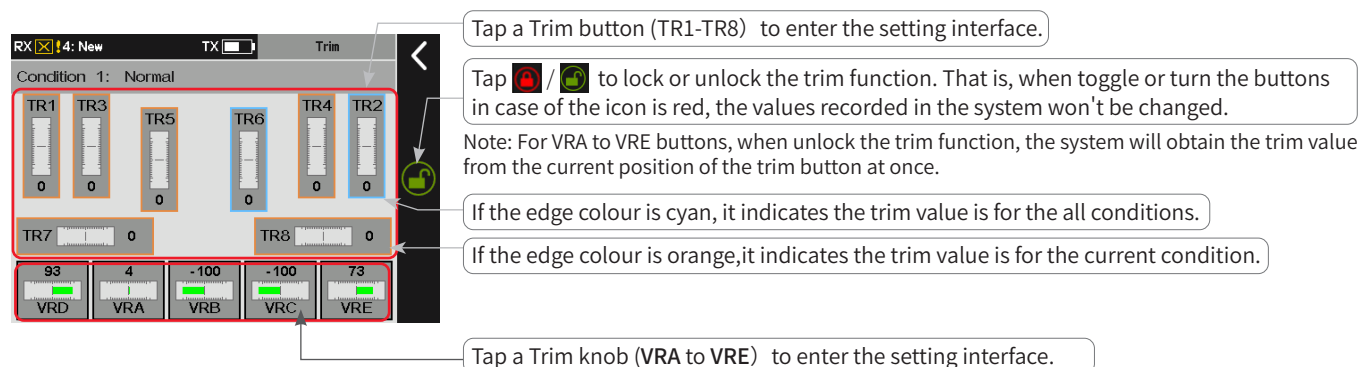 Tap a Trim button (TR1-TR8) to enter the setting interface.
RX !4: New TX Trim
Condition 1: Normal
Tap / to lock or unlock the trim function. That is, when toggle or turn the buttons
in case of the icon is red, the values recorded in the system won't be changed.
Note: For VRA to VRE buttons, when unlock the trim function, the system will obtain the trim value
from the current position of the trim button at once.
TR1 TR3 TR5 TR6 TR4 TR2
0 0 0 0 0 0
If the edge colour is cyan, it indicates the trim value is for the all conditions.
TR7 0 TR8 0
If the edge colour is orange,it indicates the trim value is for the current condition.
93 4 -100 -100 73
VRD VRA VRB VRC VRE
Tap a Trim knob (VRA to VRE) to enter the setting interface.